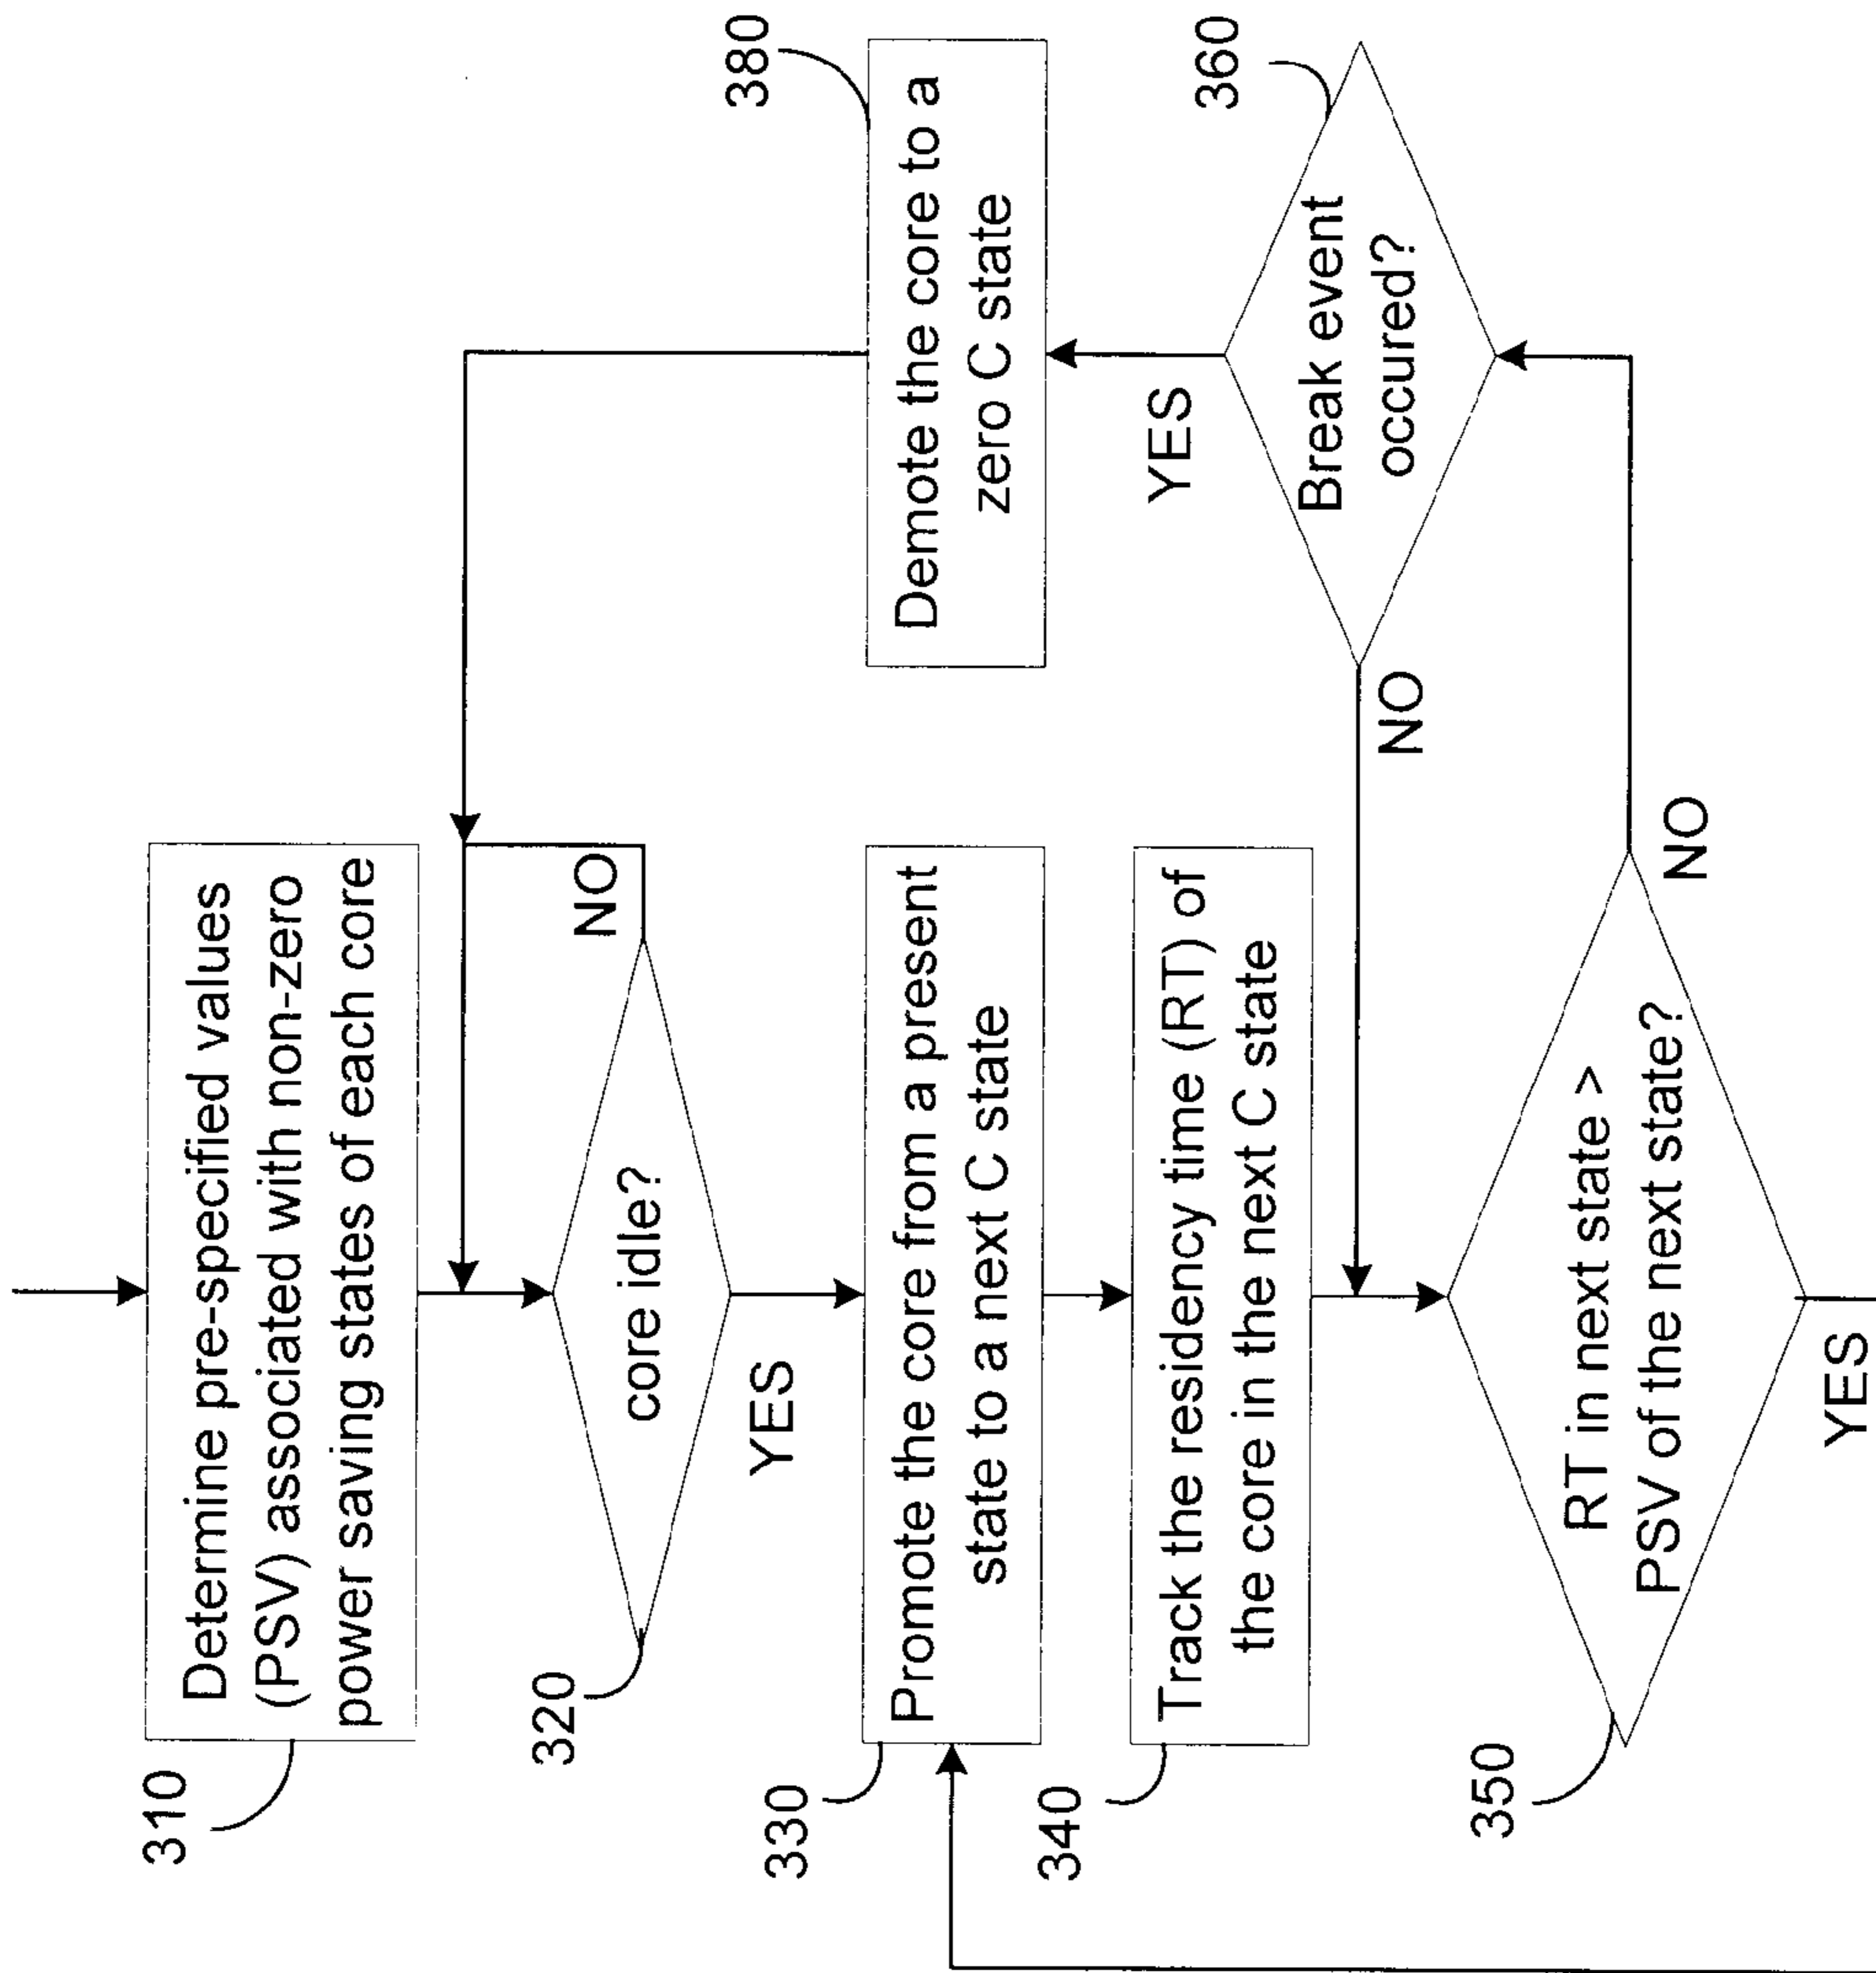 310
Determine pre-specified values
(PSV) associated with non-zero
power saving states of each core
320
core idle?
NO
YES
330
Promote the core from a present
state to a next C state
380
Demote the core to a
zero C state
340
Track the residency time (RT) of
the core in the next C state
YES
360
Break event
occured?
NO
350
RT in next state >
PSV of the next state?
NO
YES